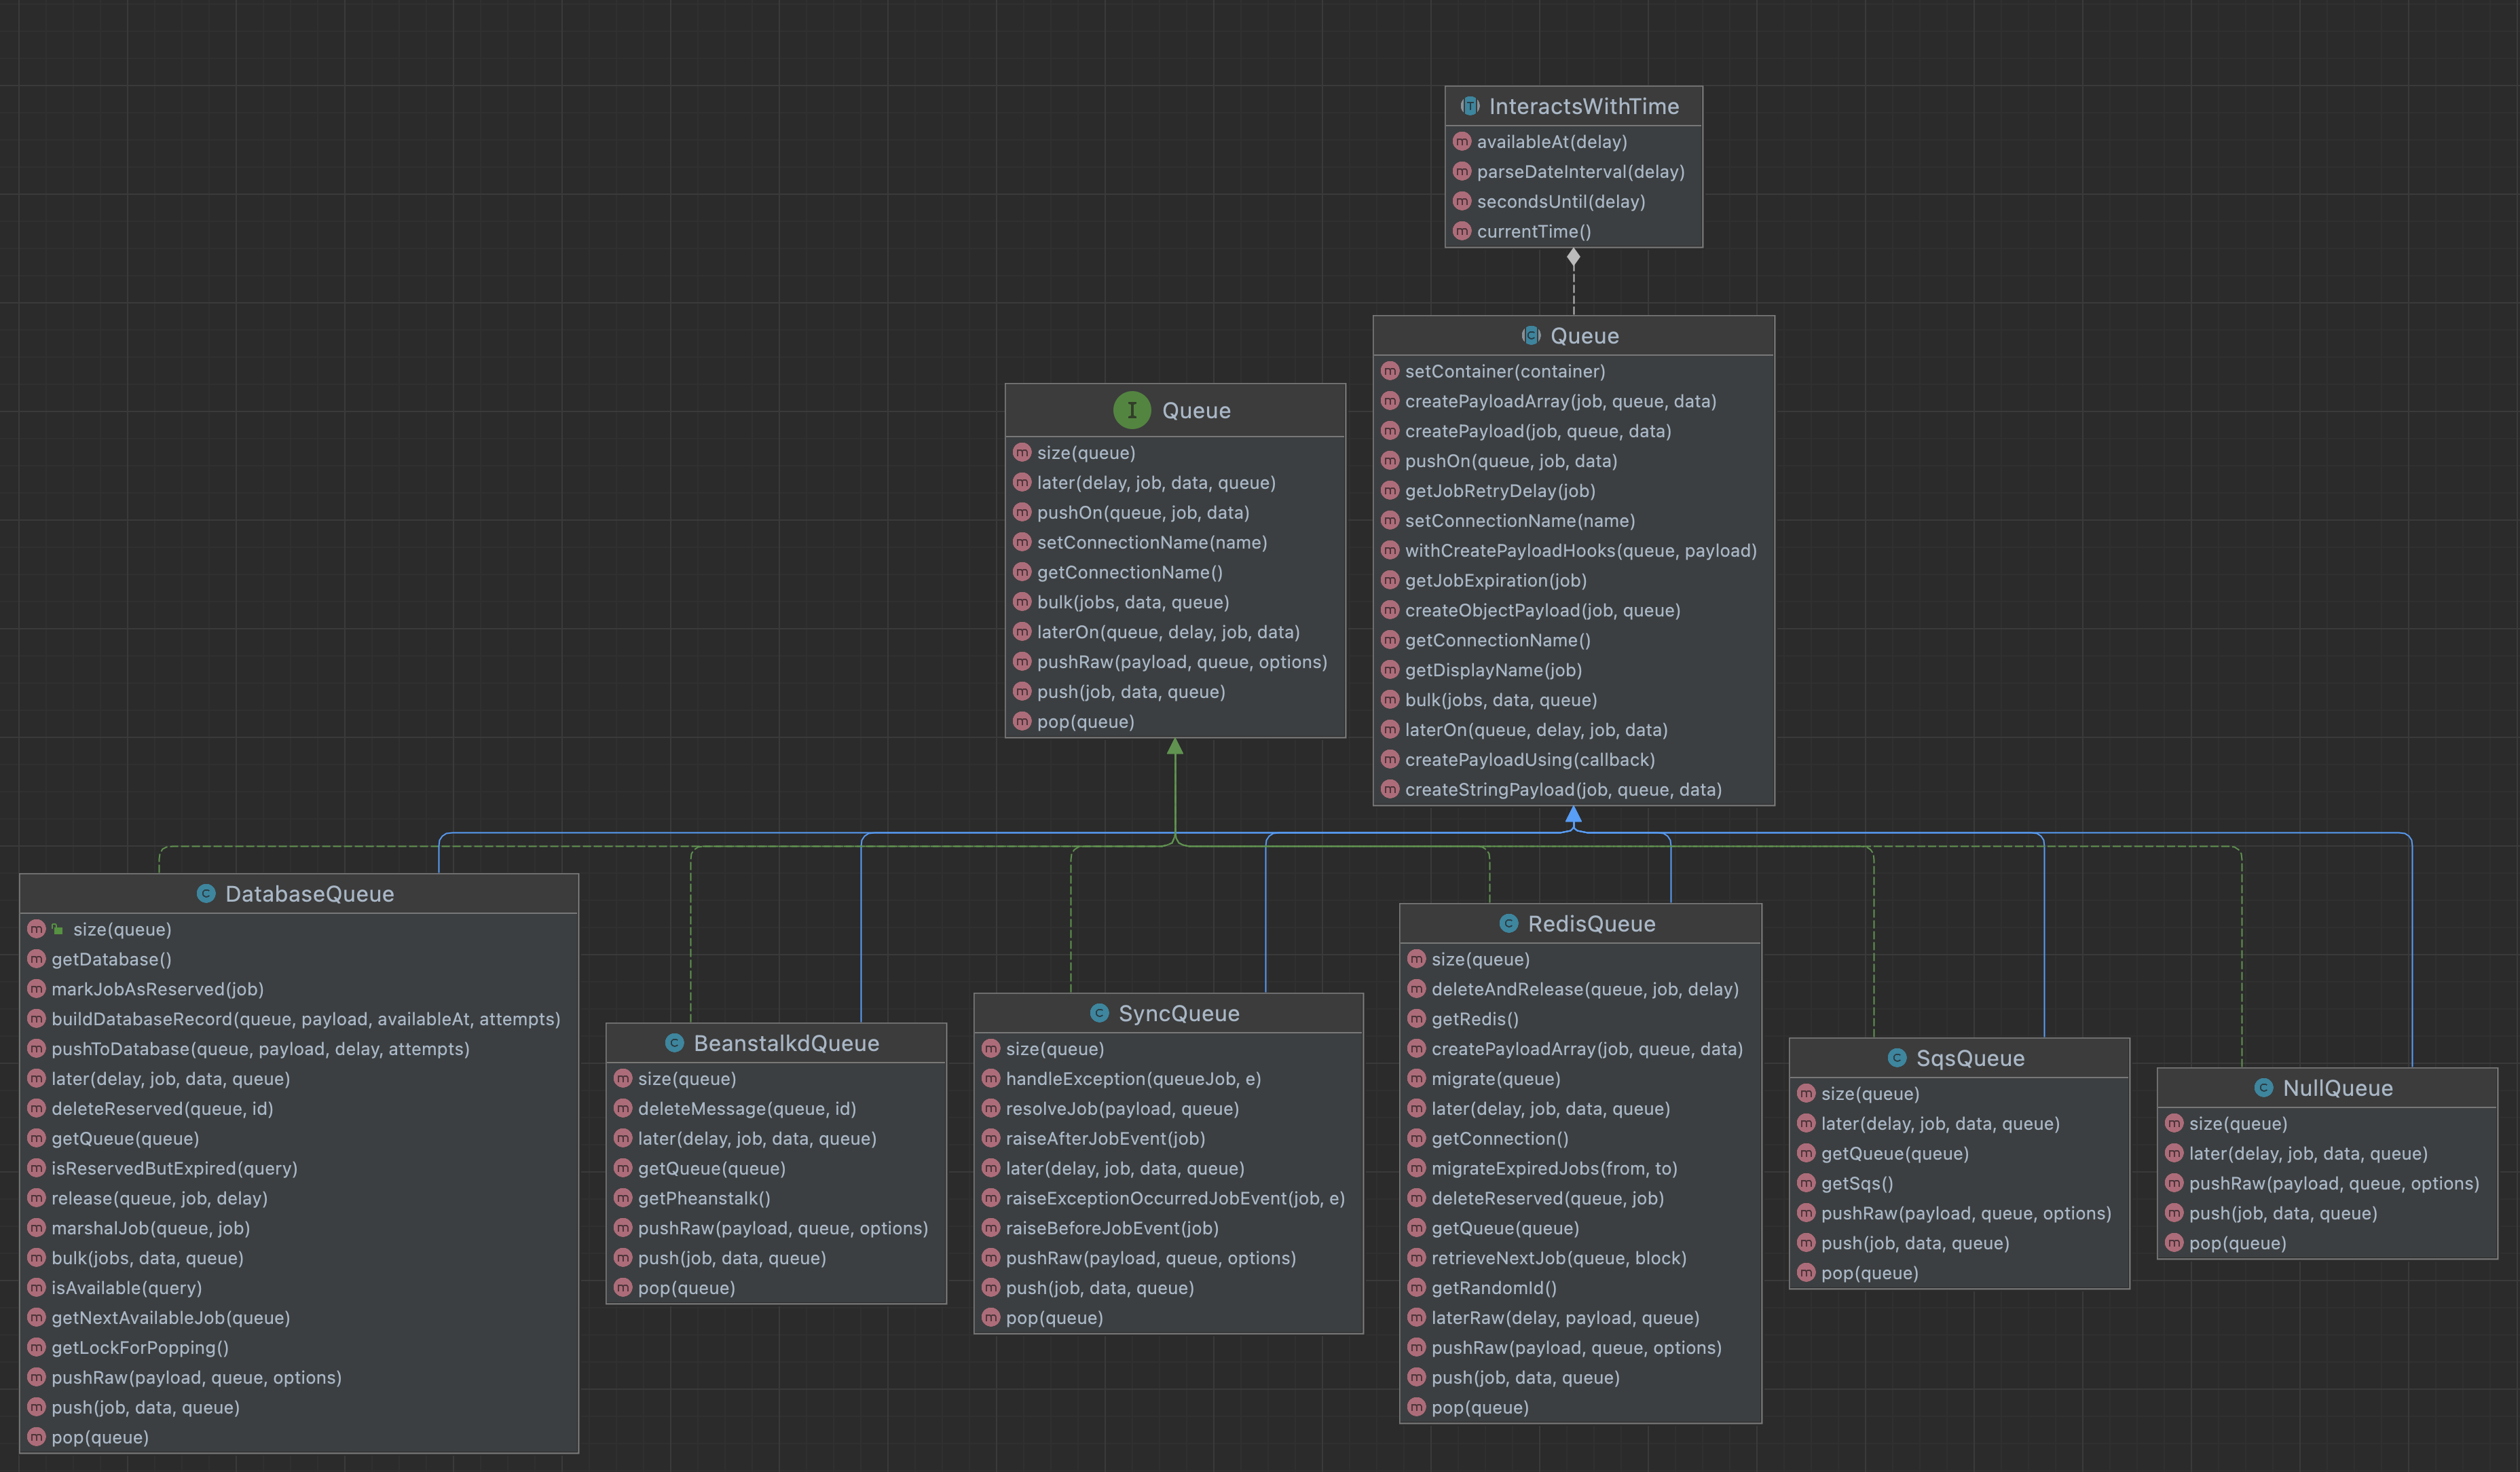 InteractsWithTime
availableAt(delay)
parseDateInterval(delay)
secondsUntil(delay)
currentTime()
Queue
setContainer(container)
createPayloadArray(job, queue, data)
createPayload(job, queue, data)
pushOn(queue, job, data)
getJobRetryDelay(job)
setConnectionName(name)
withCreatePayloadHooks(queue, payload)
getJobExpiration(job)
createObjectPayload(job, queue)
getConnectionName()
getDisplayName(job)
bulk(jobs, data, queue)
laterOn(queue, delay, job, data)
createPayloadUsing(callback)
createStringPayload(job, queue, data)
Queue
size(queue)
later(delay, job, data, queue)
pushOn(queue, job, data)
setConnectionName(name)
getConnectionName()
bulk(jobs, data, queue)
laterOn(queue, delay, job, data)
pushRaw(payload, queue, options)
push(job, data, queue)
pop(queue)
DatabaseQueue
size(queue)
getDatabase()
markJobAsReserved(job)
buildDatabaseRecord(queue, payload, availableAt, attempts)
pushToDatabase(queue, payload, delay, attempts)
later(delay, job, data, queue)
deleteReserved(queue, id)
getQueue(queue)
isReservedButExpired(query)
release(queue, job, delay)
marshalJob(queue, job)
bulk(jobs, data, queue)
isAvailable(query)
getNextAvailableJob(queue)
getLockForPopping()
pushRaw(payload, queue, options)
push(job, data, queue)
pop(queue)
BeanstalkdQueue
size(queue)
deleteMessage(queue, id)
later(delay, job, data, queue)
getQueue(queue)
getPheanstalk()
pushRaw(payload, queue, options)
push(job, data, queue)
pop(queue)
SyncQueue
size(queue)
handleException(queueJob, e)
resolveJob(payload, queue)
raiseAfterJobEvent(job)
later(delay, job, data, queue)
raiseExceptionOccurredJobEvent(job, e)
raiseBeforeJobEvent(job)
pushRaw(payload, queue, options)
push(job, data, queue)
pop(queue)
RedisQueue
size(queue)
deleteAndRelease(queue, job, delay)
getRedis()
createPayloadArray(job, queue, data)
migrate(queue)
later(delay, job, data, queue)
getConnection()
migrateExpiredJobs(from, to)
deleteReserved(queue, job)
getQueue(queue)
retrieveNextJob(queue, block)
getRandomId()
laterRaw(delay, payload, queue)
pushRaw(payload, queue, options)
push(job, data, queue)
pop(queue)
SqsQueue
size(queue)
later(delay, job, data, queue)
getQueue(queue)
getSqs()
pushRaw(payload, queue, options)
push(job, data, queue)
pop(queue)
NullQueue
size(queue)
later(delay, job, data, queue)
pushRaw(payload, queue, options)
push(job, data, queue)
pop(queue)